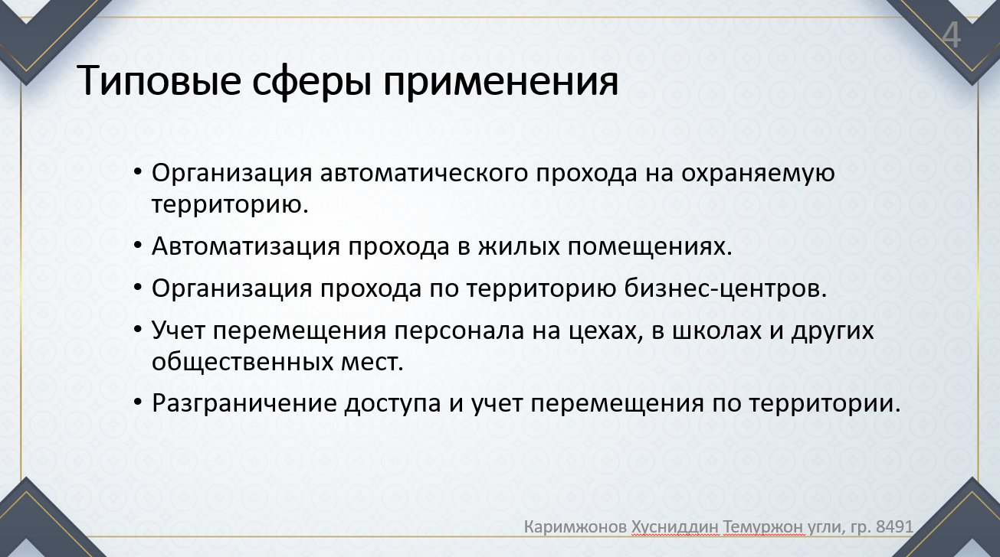 4
Типовые сферы применения
• Организация автоматического прохода на охраняемую
территорию.
• Автоматизация прохода в жилых помещениях.
• Организация прохода по территорию бизнес-центров.
• Учет перемещения персонала на цехах, в школах и других
общественных мест.
• Разграничение доступа и учет перемещения по территории.
Каримжонов Хусниддин Темуржон угли, гр. 8491